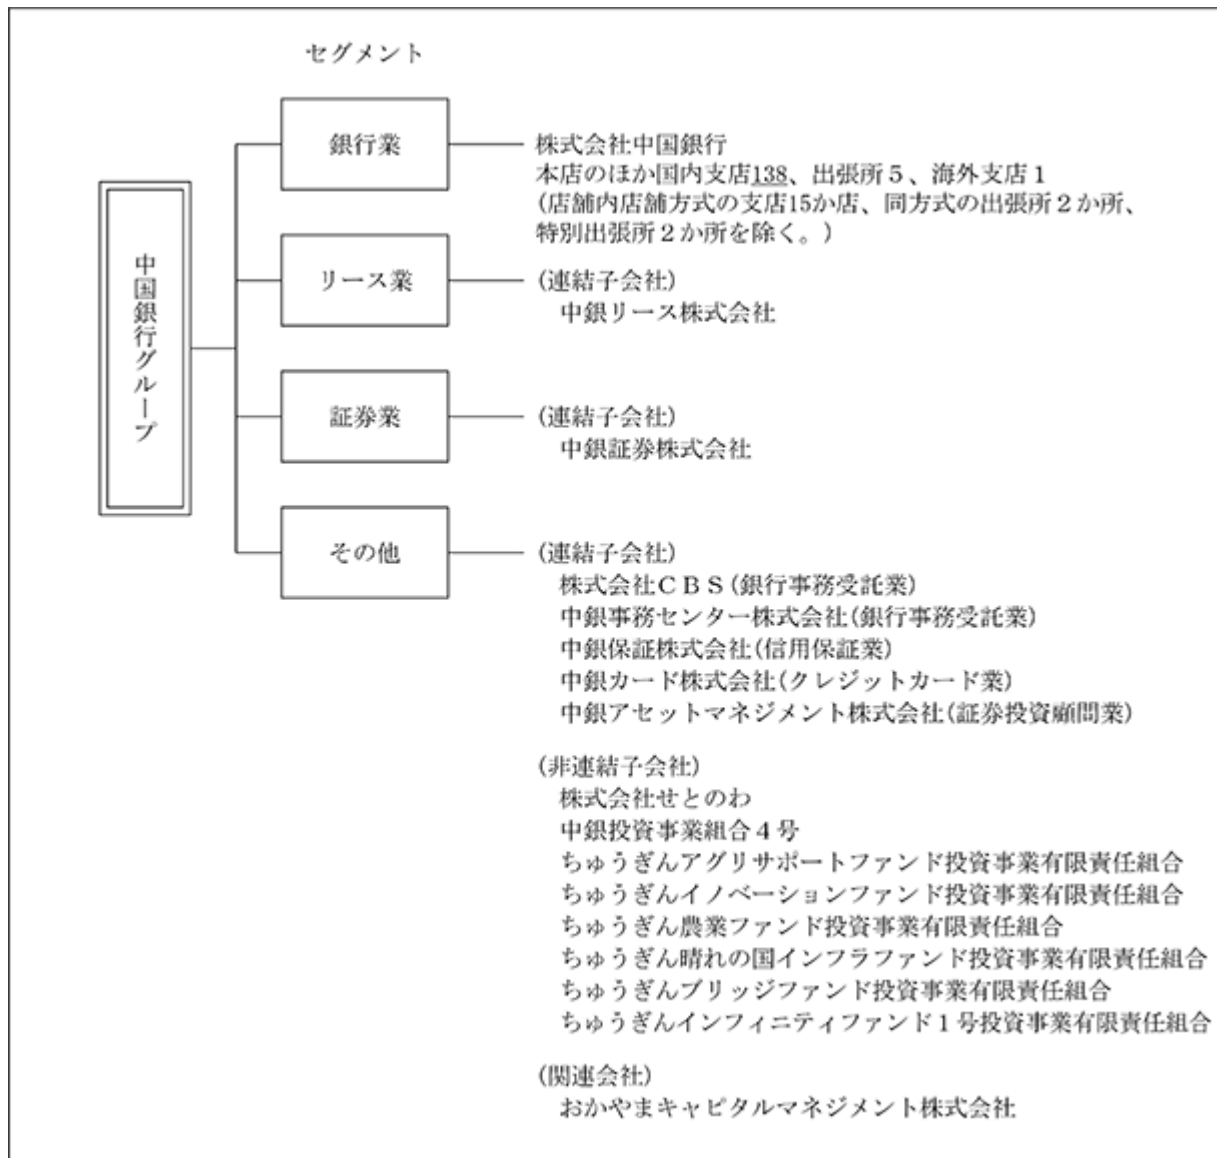 セグメント
中国銀行グループ
銀行業
株式会社中国銀行
本店のほか国内支店138、出張所5、海外支店1
(店舗内店舗方式の支店15か店、同方式の出張所2か所、
特別出張所2か所を除く。)
リース業
(連結子会社)
中銀リース株式会社
証券業
(連結子会社)
中銀証券株式会社
その他
(連結子会社)
株式会社CBS(銀行事務受託業)
中銀事務センター株式会社(銀行事務受託業)
中銀保証株式会社(信用保証業)
中銀カード株式会社(クレジットカード業)
中銀アセットマネジメント株式会社(証券投資顧問業)
(非連結子会社)
株式会社せとのわ
中銀投資事業組合4号
ちゅうぎんアグリサポートファンド投資事業有限責任組合
ちゅうぎんイノベーションファンド投資事業有限責任組合
ちゅうぎん農業ファンド投資事業有限責任組合
ちゅうぎん晴れの国インフラファンド投資事業有限責任組合
ちゅうぎんブリッジファンド投資事業有限責任組合
ちゅうぎんインフィニティファンド1号投資事業有限責任組合
(関連会社)
おかやまキャピタルマネジメント株式会社